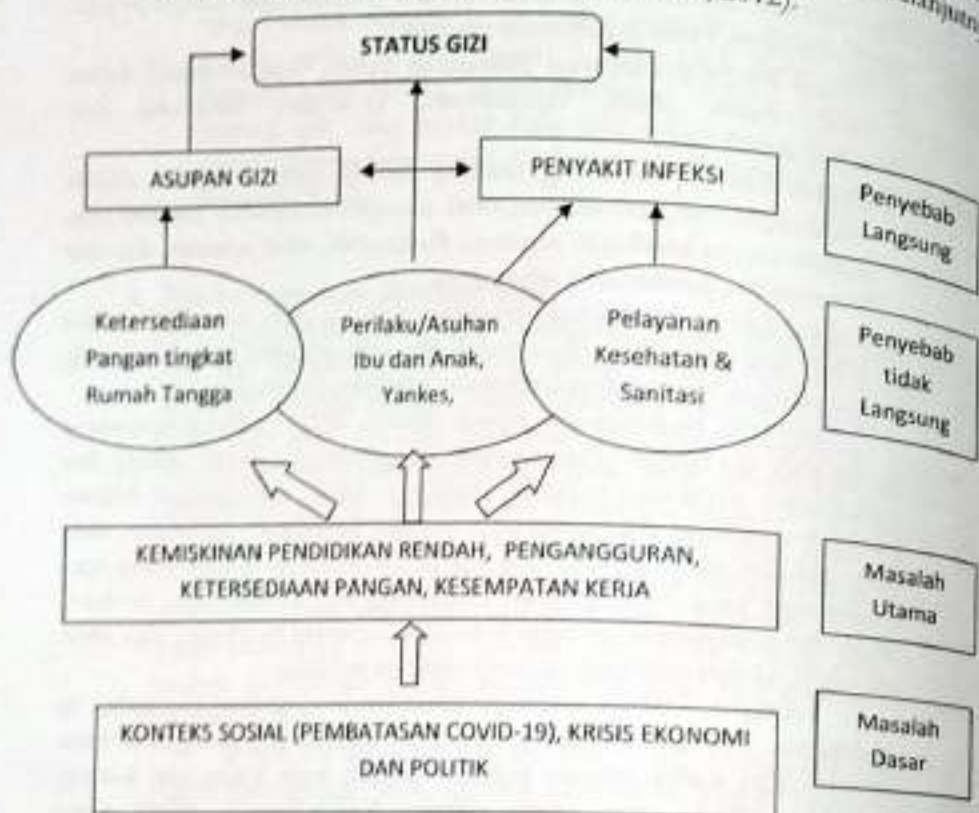 STATUS GIZI
ASUPAN GIZI
PENYAKIT INFEKSI
Penyebab
Langsung
Ketersediaan
Pangan tingkat
Rumah Tangga
Perilaku/Asuhan
Ibu dan Anak,
Yankes,
Pelayanan
Kesehatan &
Sanitasi
Penyebab
tidak
Langsung
KEMISKINAN PENDIDIKAN RENDAH, PENGANGGURAN,
KETERSEDIAAN PANGAN, KESEMPATAN KERJA
Masalah
Utama
KONTEKS SOSIAL (PEMBATASAN COVID-19), KRISIS EKONOMI
DAN POLITIK
Masalah
Dasar